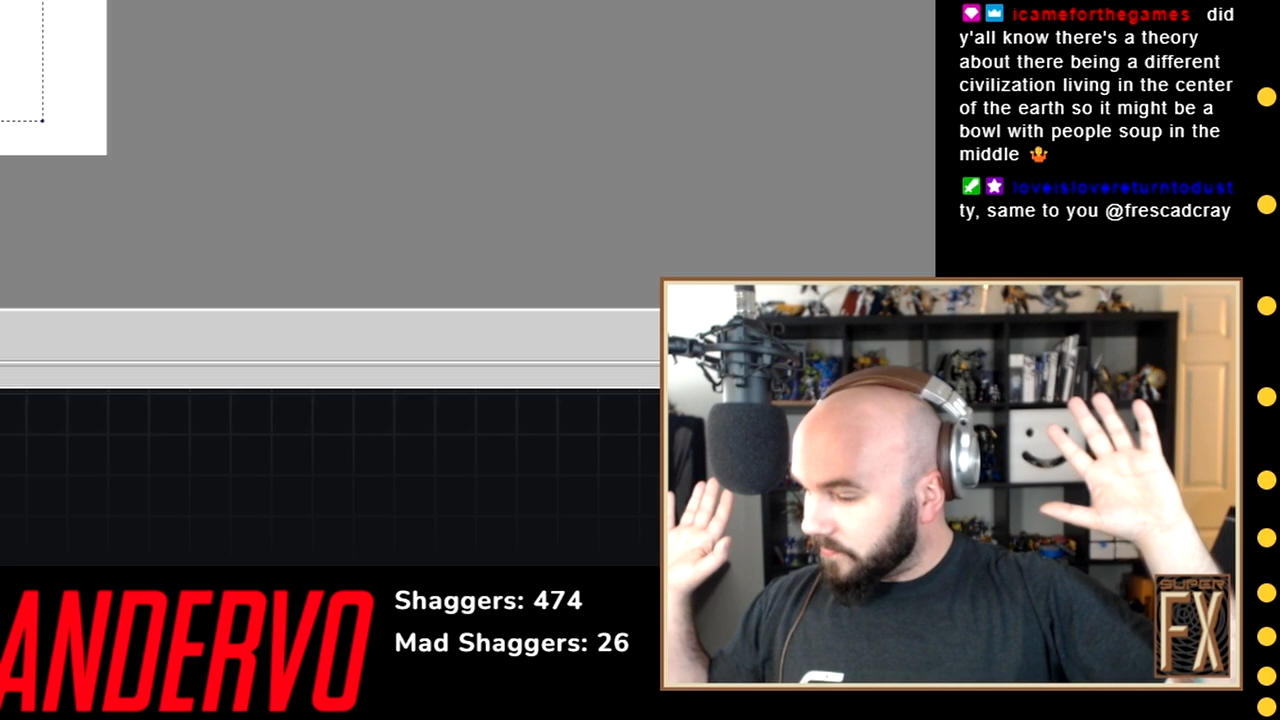 icameforthegames did
y'all know there's a theory
about there being a different
civilization living in the center
of the earth so it might be a
bowl with people soup in the
middle 🤷
loveislovereturntodust
ty, same to you @frescadcray
ANDERVO
Shaggers: 474
Mad Shaggers: 26
SUPER
FX